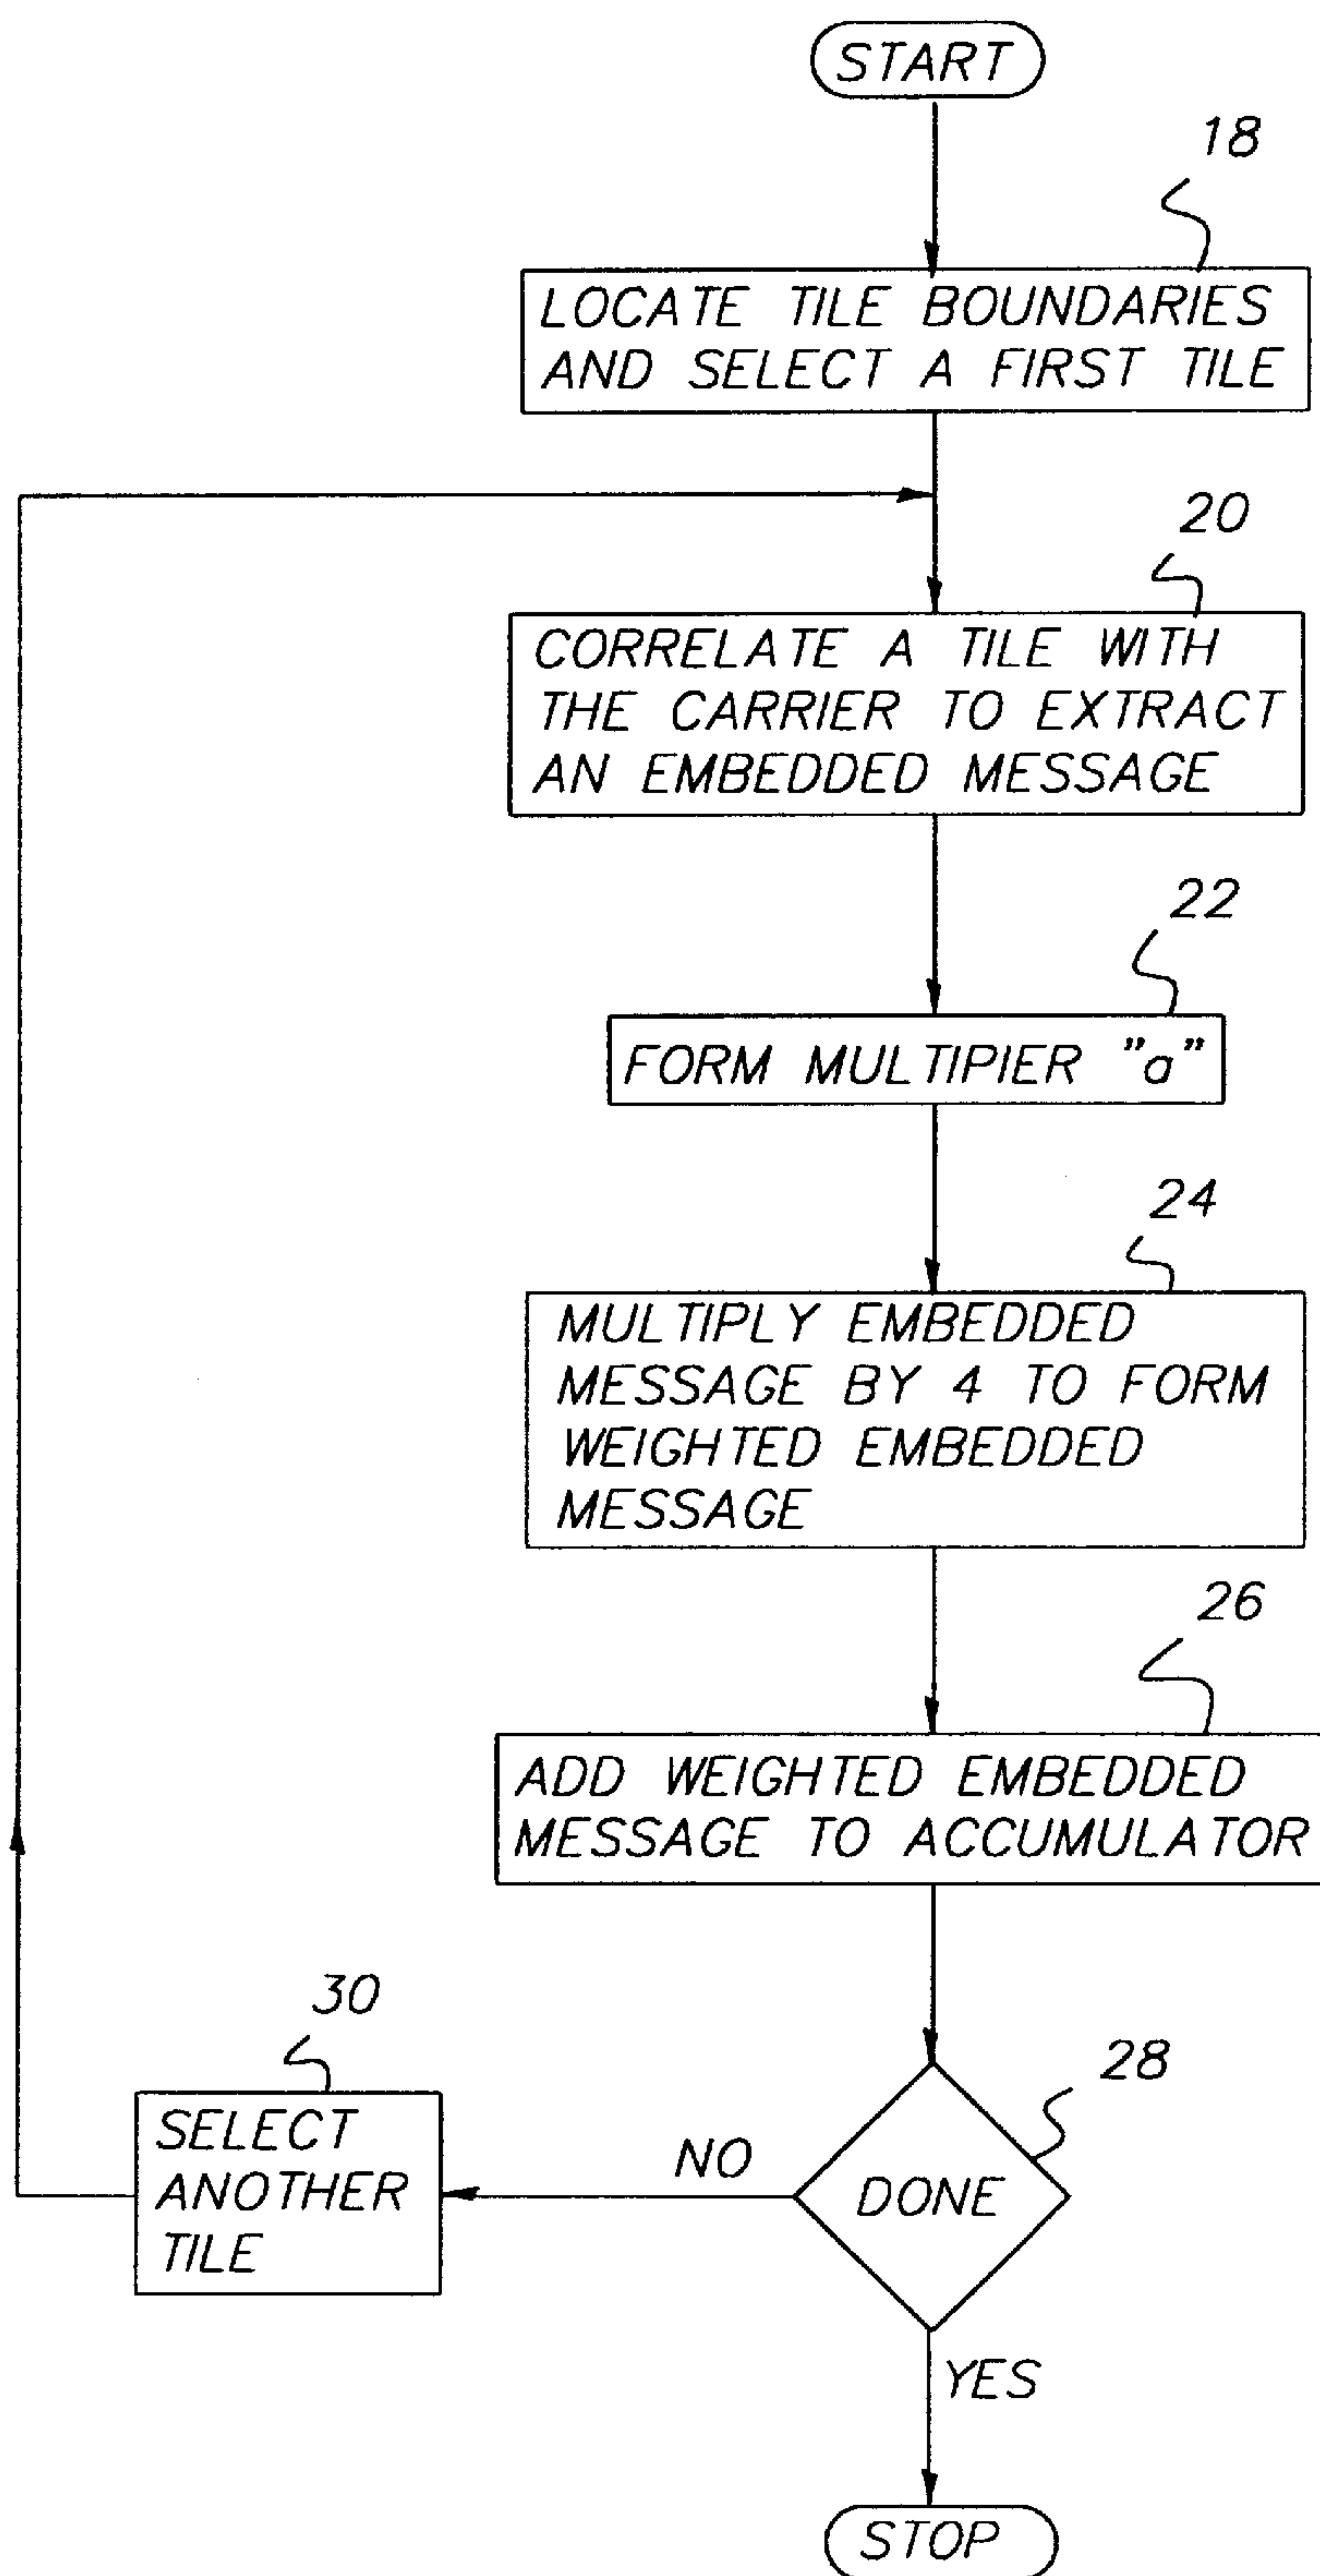 START
18
LOCATE TILE BOUNDARIES
AND SELECT A FIRST TILE
20
CORRELATE A TILE WITH
THE CARRIER TO EXTRACT
AN EMBEDDED MESSAGE
22
FORM MULTIPIER "a"
24
MULTIPLY EMBEDDED
MESSAGE BY 4 TO FORM
WEIGHTED EMBEDDED
MESSAGE
26
ADD WEIGHTED EMBEDDED
MESSAGE TO ACCUMULATOR
30
SELECT
ANOTHER
TILE
NO
28
DONE
YES
STOP